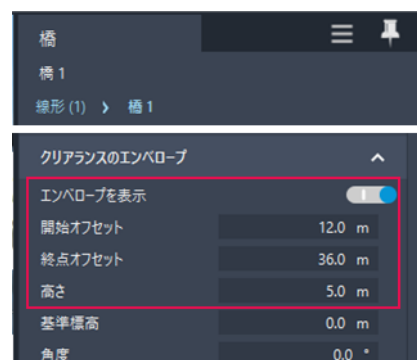 橋
橋 1
線形 (1) ❯ 橋 1
クリアランスのエンベロープ
エンベロープを表示
開始オフセット 12.0 m
終点オフセット 36.0 m
高さ 5.0 m
基準標高 0.0 m
角度 0.0 °